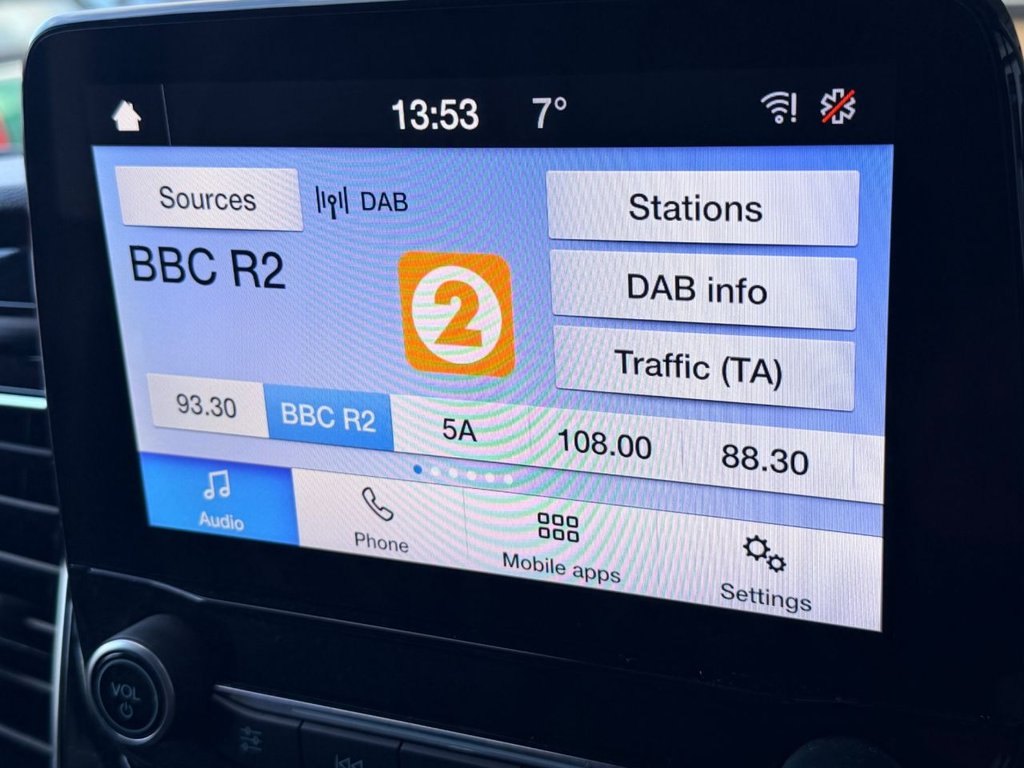 13:53 7°
Sources DAB
Stations
BBC R2
2
DAB info
Traffic (TA)
93.30 BBC R2 5A 108.00 88.30
Audio Phone Mobile apps Settings
VOL